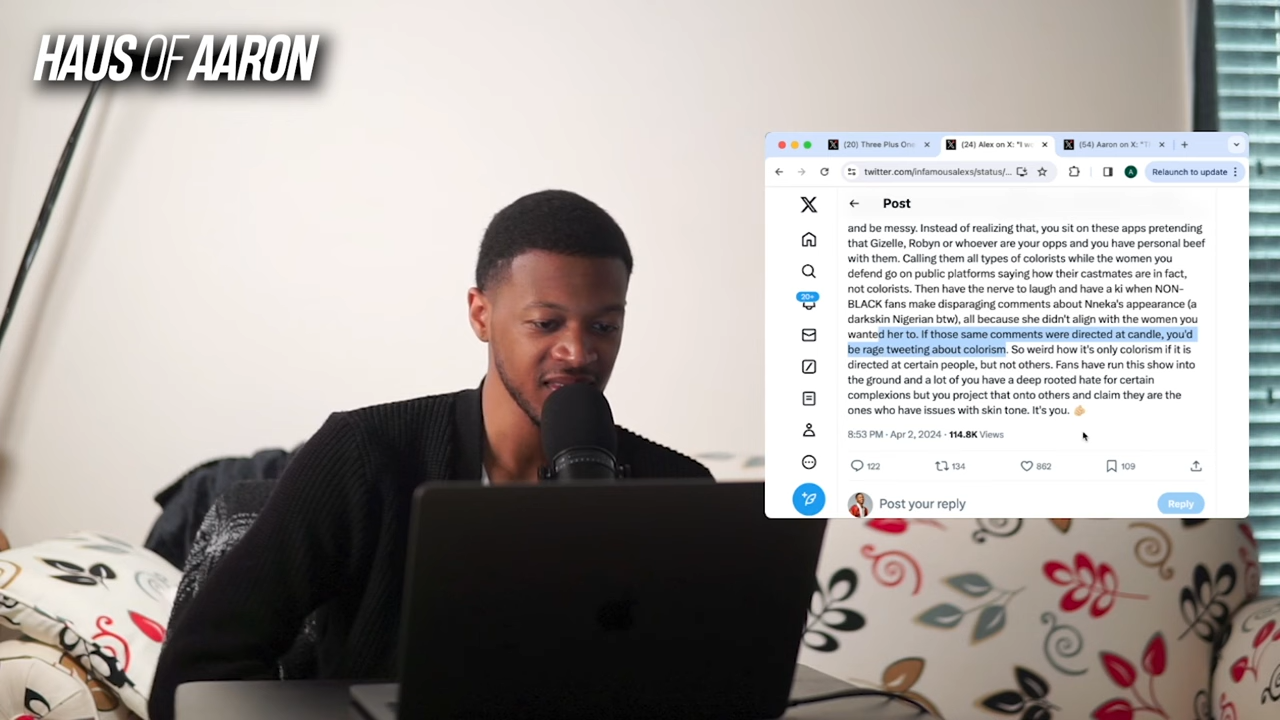 HAUS OF AARON
(20) Three Plus One
(24) Alex on X: "I w
(54) Aaron on X: "T
twitter.com/infamousalexs/status/...
A
Relaunch to update
Post
and be messy. Instead of realizing that, you sit on these apps pretending
that Gizelle, Robyn or whoever are your opps and you have personal beef
with them. Calling them all types of colorists while the women you
defend go on public platforms saying how their castmates are in fact,
not colorists. Then have the nerve to laugh and have a ki when NON-
BLACK fans make disparaging comments about Nneka's appearance (a
darkskin Nigerian btw), all because she didn't align with the women you
wanted her to. If those same comments were directed at candle, you'd
be rage tweeting about colorism. So weird how it's only colorism if it is
directed at certain people, but not others. Fans have run this show into
the ground and a lot of you have a deep rooted hate for certain
complexions but you project that onto others and claim they are the
ones who have issues with skin tone. It's you. 🫵🏼
20+
8:53 PM · Apr 2, 2024 · 114.8K Views
122 134 862 109
Post your reply
Reply